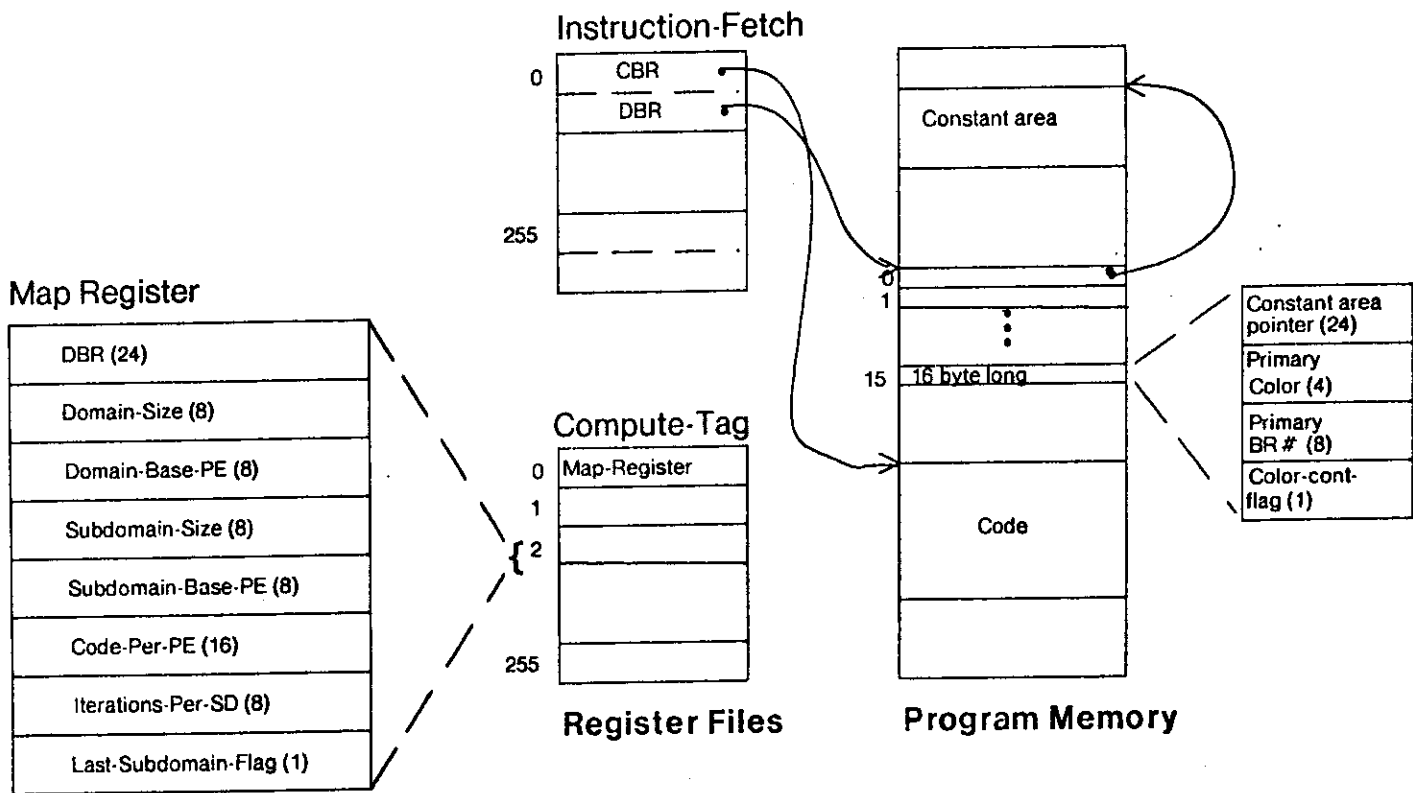 Instruction-Fetch
0
CBR
DBR
255
Constant area
0
1
15
16 byte long
Code
Program Memory
Constant area
pointer (24)
Primary
Color (4)
Primary
BR # (8)
Color-cont-
flag (1)
Map Register
DBR (24)
Domain-Size (8)
Domain-Base-PE (8)
Subdomain-Size (8)
Subdomain-Base-PE (8)
Code-Per-PE (16)
Iterations-Per-SD (8)
Last-Subdomain-Flag (1)
Compute-Tag
0
Map-Register
1
{ 2
255
Register Files